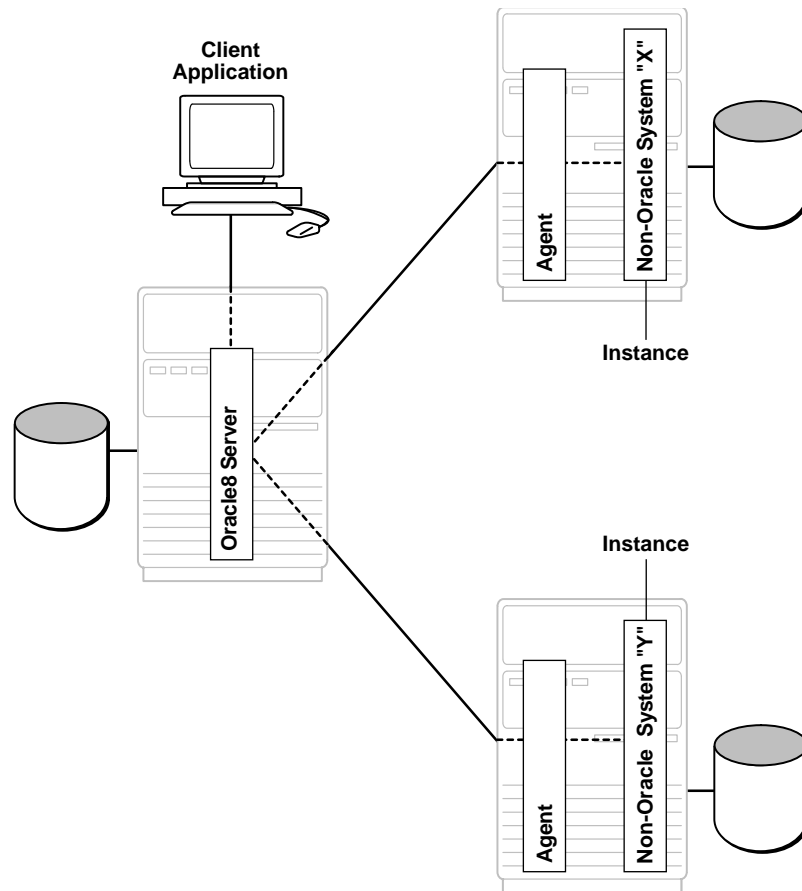 Client
Application
Agent
Non-Oracle System "X"
Instance
Oracle8 Server
Instance
Agent
Non-Oracle System "Y"